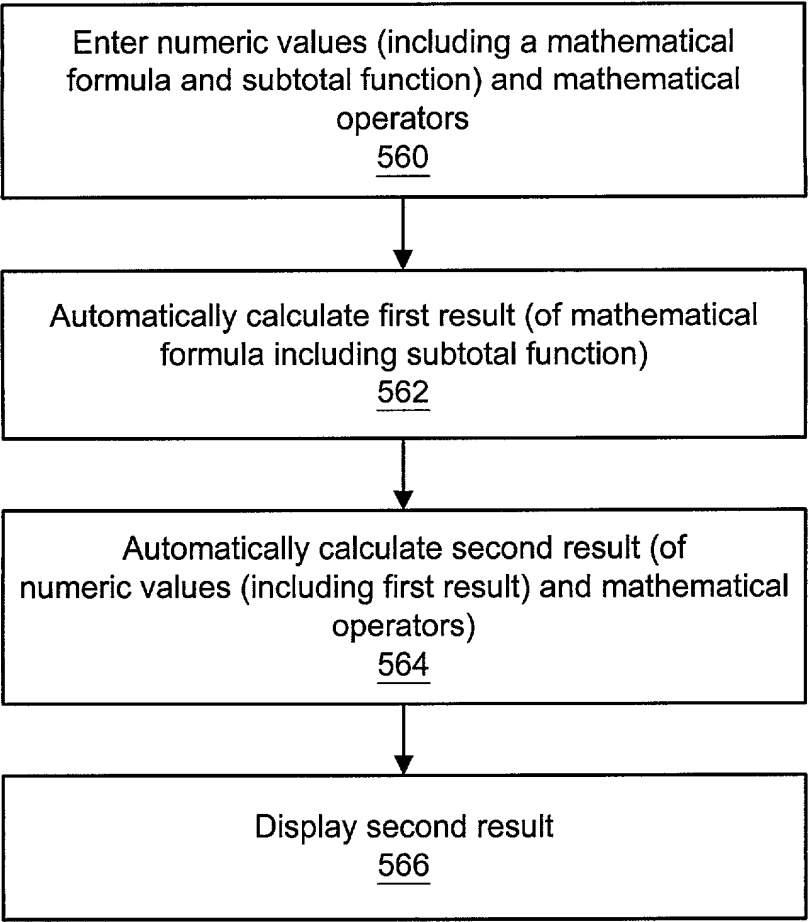 Enter numeric values (including a mathematical
formula and subtotal function) and mathematical
operators
560
Automatically calculate first result (of mathematical
formula including subtotal function)
562
Automatically calculate second result (of
numeric values (including first result) and mathematical
operators)
564
Display second result
566